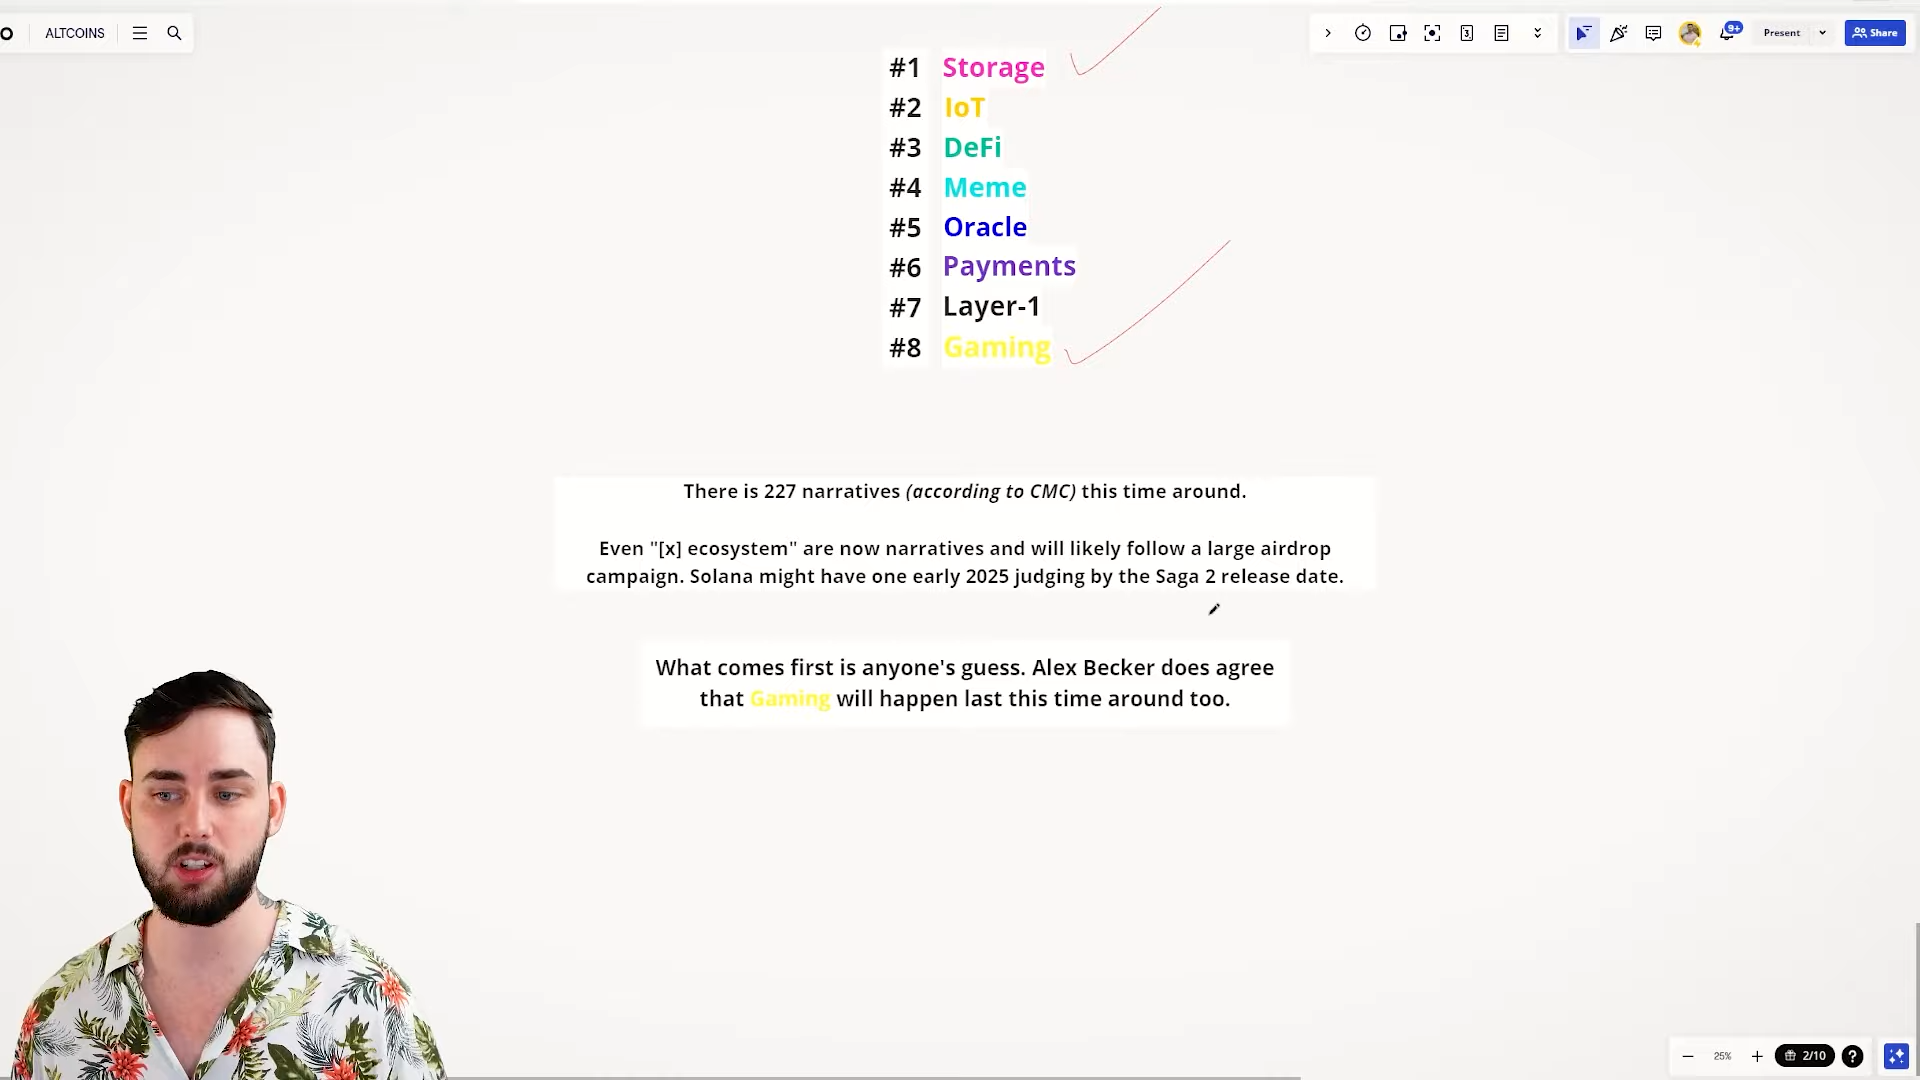 o ALTCOINS
9+
Present
Share
3
#1 Storage
#2 IoT
#3 DeFi
#4 Meme
#5 Oracle
#6 Payments
#7 Layer-1
#8 Gaming
There is 227 narratives (according to CMC) this time around.
Even "[x] ecosystem" are now narratives and will likely follow a large airdrop
campaign. Solana might have one early 2025 judging by the Saga 2 release date.
What comes first is anyone's guess. Alex Becker does agree
that Gaming will happen last this time around too.
25%
2/10
?